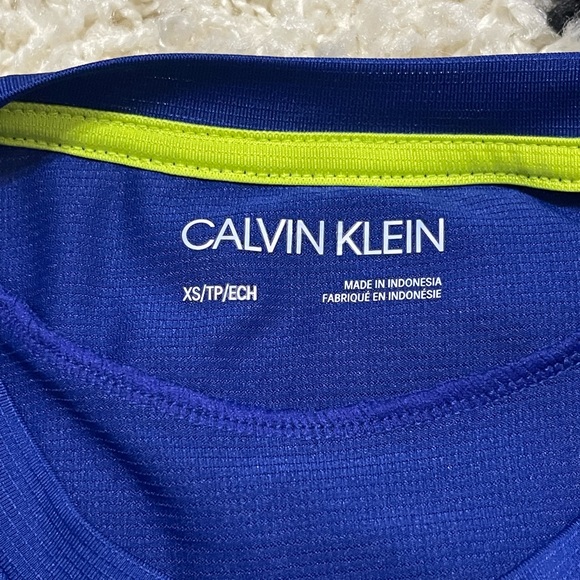 CALVIN KLEIN
XS/TP/ECH
MADE IN INDONESIA
FABRIQUÉ EN INDONÉSIE